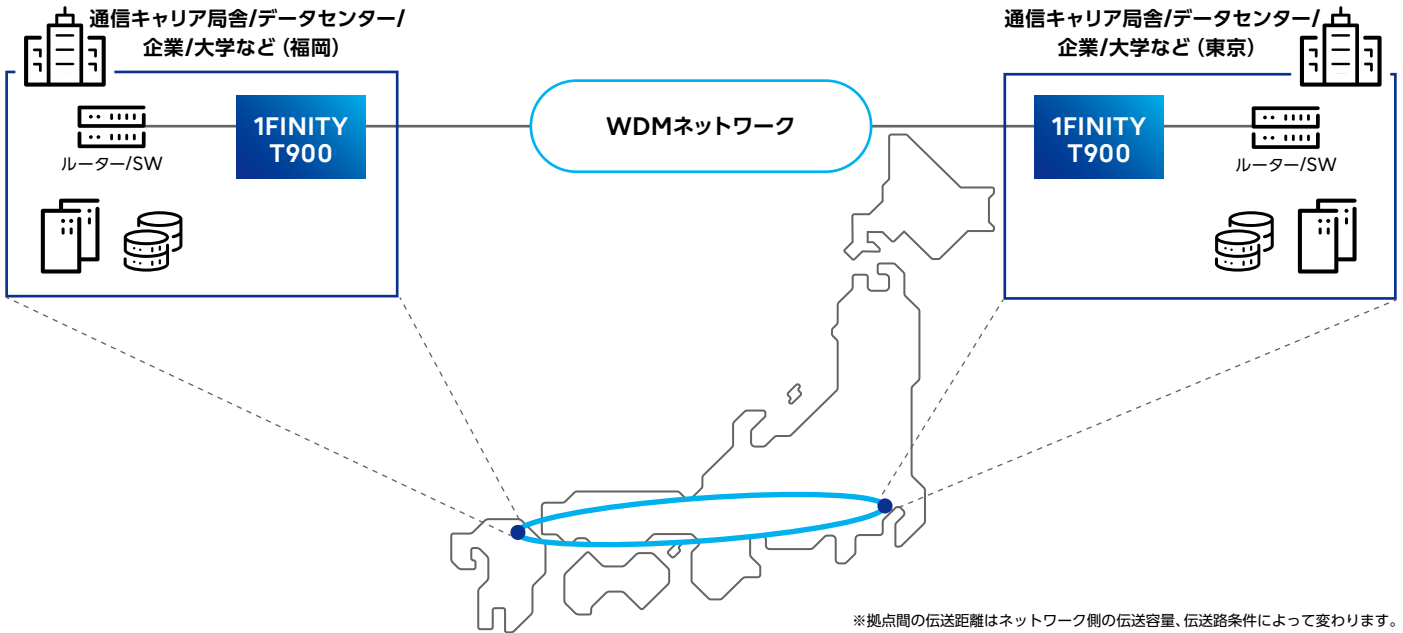 通信キャリア局舎/データセンター/
企業/大学など（福岡）
1FINITY
T900
ルーター/SW
WDMネットワーク
通信キャリア局舎/データセンター/
企業/大学など（東京）
1FINITY
T900
ルーター/SW
※拠点間の伝送距離はネットワーク側の伝送容量、伝送路条件によって変わります。